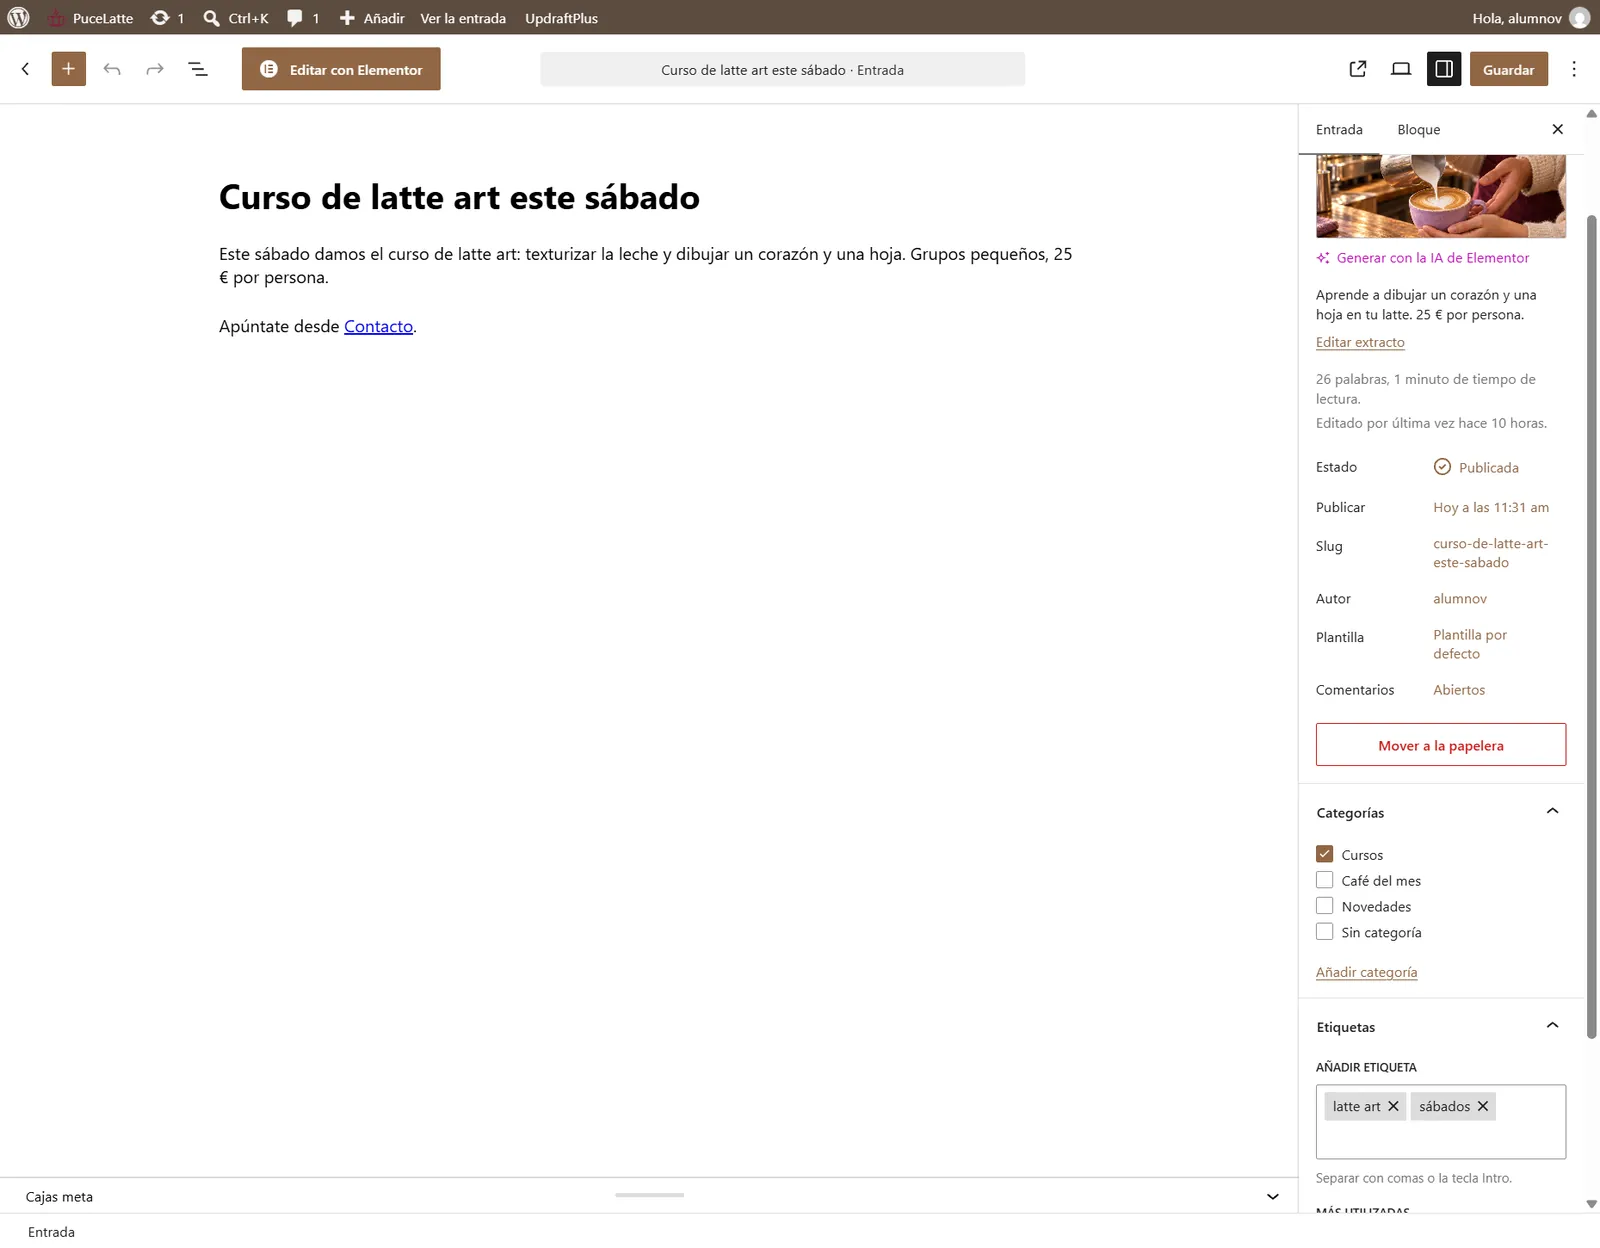 PuceLatte 1 Ctrl+K 1 Añadir Ver la entrada UpdraftPlus Hola, alumnov
Editar con Elementor Curso de latte art este sábado · Entrada Guardar
Entrada Bloque
Curso de latte art este sábado
Este sábado damos el curso de latte art: texturizar la leche y dibujar un corazón y una hoja. Grupos pequeños, 25
€ por persona.
Apúntate desde Contacto.
Generar con la IA de Elementor
Aprende a dibujar un corazón y una
hoja en tu latte. 25 € por persona.
Editar extracto
26 palabras, 1 minuto de tiempo de
lectura.
Editado por última vez hace 10 horas.
Estado Publicada
Publicar Hoy a las 11:31 am
Slug curso-de-latte-art-
este-sabado
Autor alumnov
Plantilla Plantilla por
defecto
Comentarios Abiertos
Mover a la papelera
Categorías
Cursos
Café del mes
Novedades
Sin categoría
Añadir categoría
Etiquetas
AÑADIR ETIQUETA
latte art sábados
Separar con comas o la tecla Intro.
MÁS UTILIZADAS
Cajas meta
Entrada